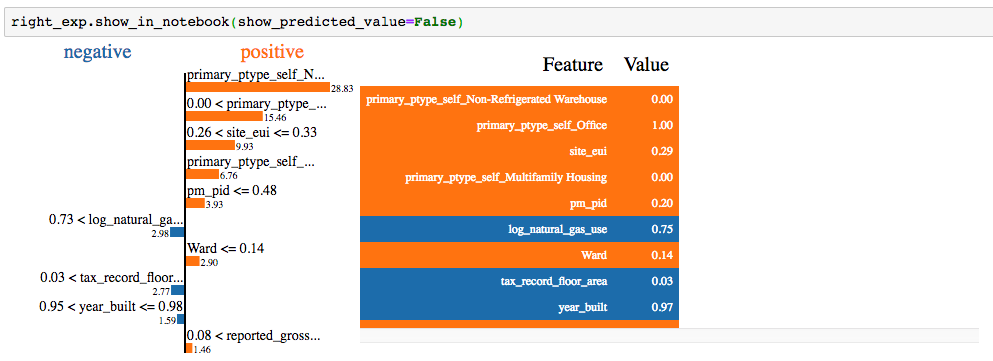 right_exp.show_in_notebook(show_predicted_value=False)
negative positive
primary_ptype_self_N...
28.83
0.00 < primary_ptype_...
15.46
0.26 < site_eui <= 0.33
9.93
primary_ptype_self_...
6.76
pm_pid <= 0.48
3.93
0.73 < log_natural_ga...
2.98
Ward <= 0.14
2.90
0.03 < tax_record_floor...
2.77
0.95 < year_built <= 0.98
1.59
0.08 < reported_gross...
1.46
Feature Value
primary_ptype_self_Non-Refrigerated Warehouse 0.00
primary_ptype_self_Office 1.00
site_eui 0.29
primary_ptype_self_Multifamily Housing 0.00
pm_pid 0.20
log_natural_gas_use 0.75
Ward 0.14
tax_record_floor_area 0.03
year_built 0.97